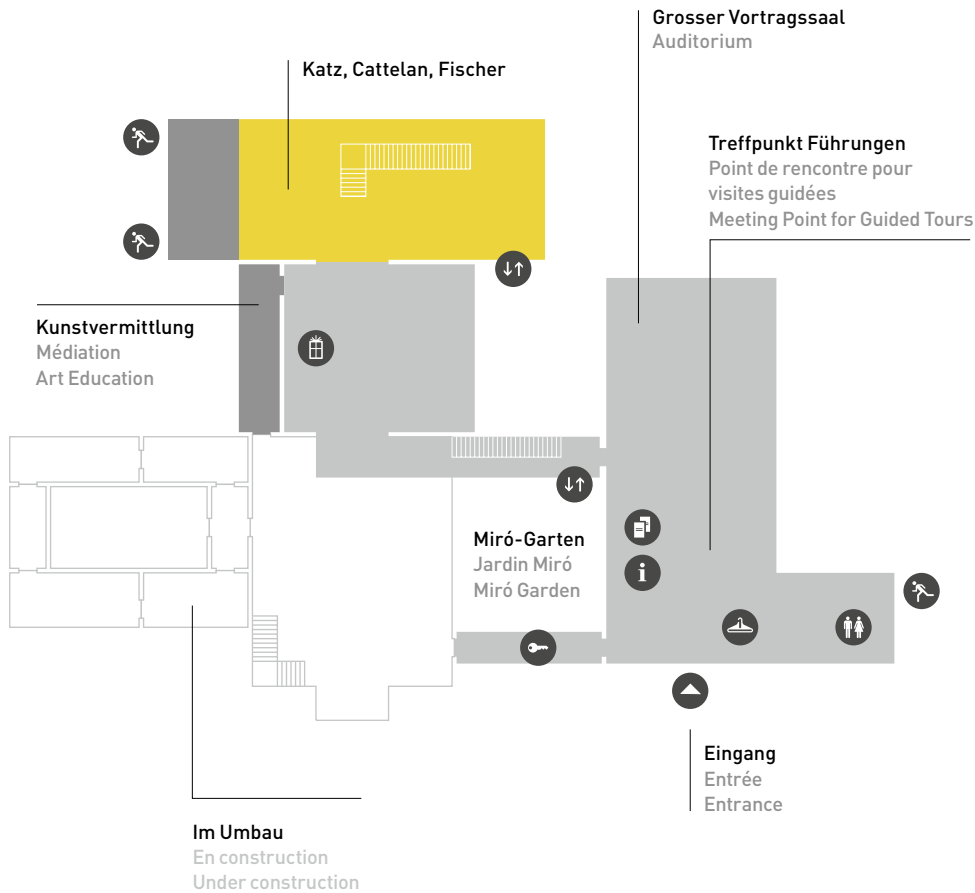 Grosser Vortragssaal
Auditorium
Katz, Cattelan, Fischer
Treffpunkt Führungen
Point de rencontre pour
visites guidées
Meeting Point for Guided Tours
Kunstvermittlung
Médiation
Art Education
Miró-Garten
Jardin Miró
Miró Garden
i
Eingang
Entrée
Entrance
Im Umbau
En construction
Under construction